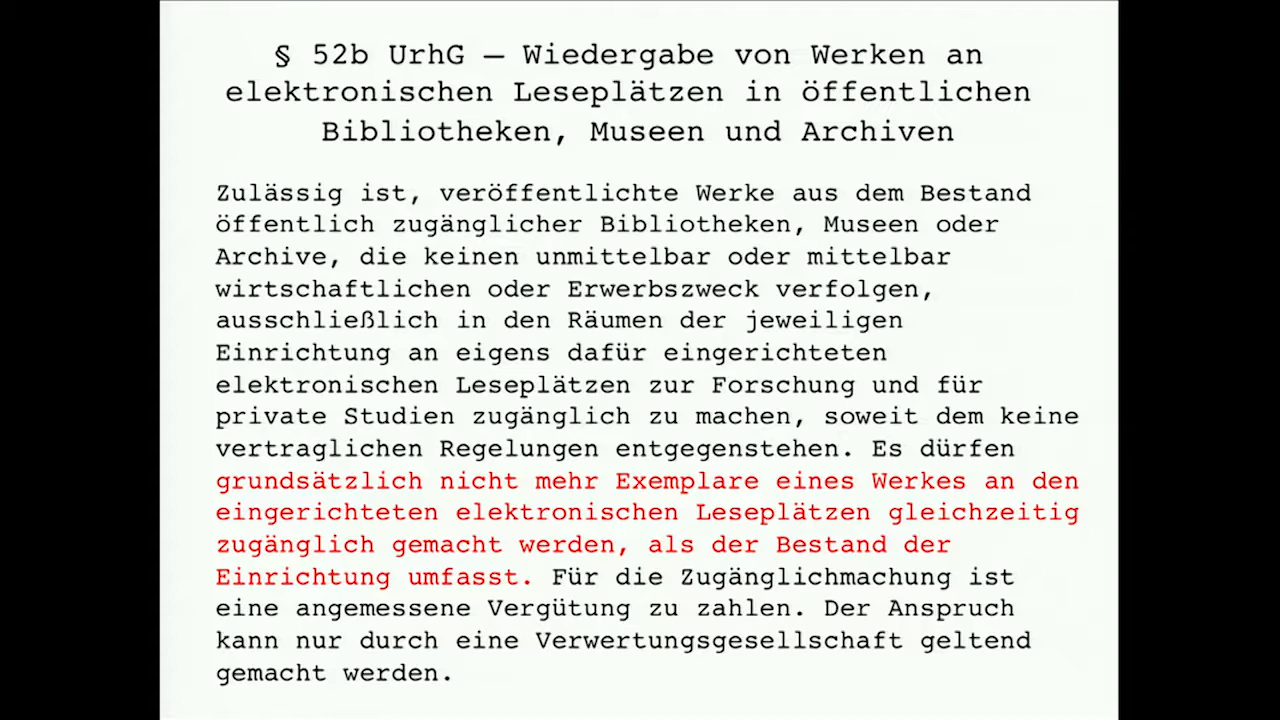 § 52b UrhG – Wiedergabe von Werken an
elektronischen Leseplätzen in öffentlichen
Bibliotheken, Museen und Archiven
Zulässig ist, veröffentlichte Werke aus dem Bestand
öffentlich zugänglicher Bibliotheken, Museen oder
Archive, die keinen unmittelbar oder mittelbar
wirtschaftlichen oder Erwerbszweck verfolgen,
ausschließlich in den Räumen der jeweiligen
Einrichtung an eigens dafür eingerichteten
elektronischen Leseplätzen zur Forschung und für
private Studien zugänglich zu machen, soweit dem keine
vertraglichen Regelungen entgegenstehen. Es dürfen
grundsätzlich nicht mehr Exemplare eines Werkes an den
eingerichteten elektronischen Leseplätzen gleichzeitig
zugänglich gemacht werden, als der Bestand der
Einrichtung umfasst. Für die Zugänglichmachung ist
eine angemessene Vergütung zu zahlen. Der Anspruch
kann nur durch eine Verwertungsgesellschaft geltend
gemacht werden.